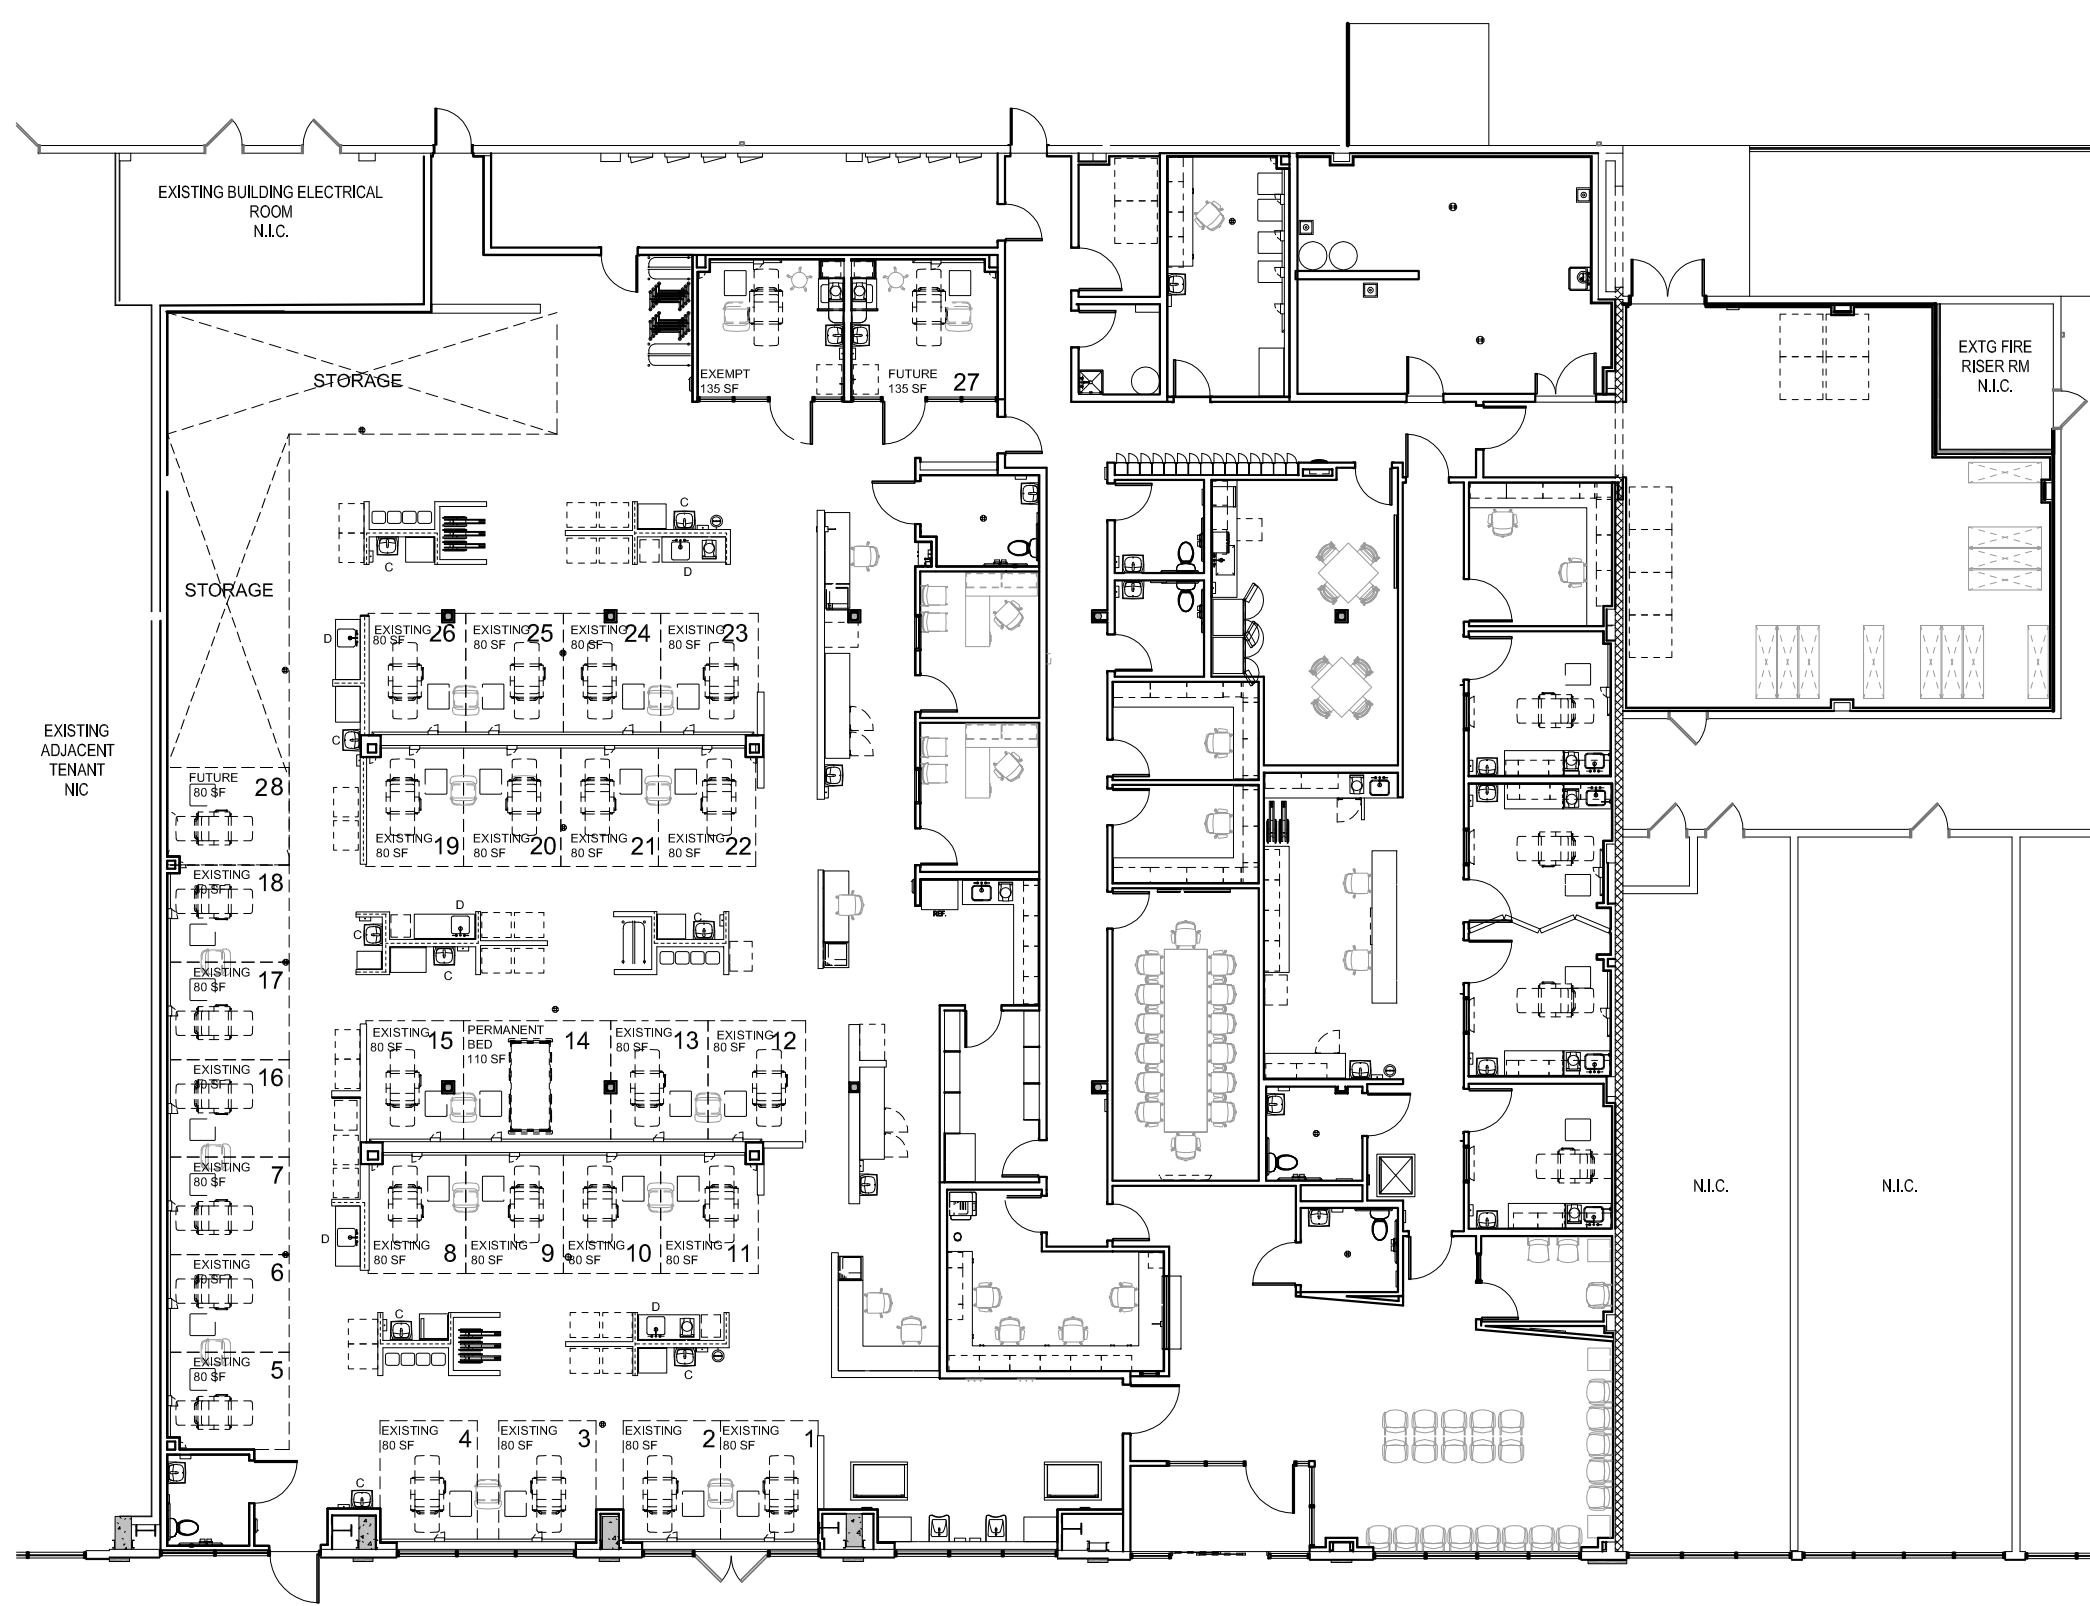 EXISTING BUILDING ELECTRICAL
ROOM
N.I.C.
EXTG FIRE
RISER RM
N.I.C.
STORAGE
EXEMPT
135 SF
FUTURE
135 SF
27
C
C
D
STORAGE
D
EXISTING
80 SF
26
EXISTING
80 SF
25
EXISTING
80 SF
24
EXISTING
80 SF
23
EXISTING
ADJACENT
TENANT
NIC
C
FUTURE
80 SF
28
EXISTING
80 SF
19
EXISTING
80 SF
20
EXISTING
80 SF
21
EXISTING
80 SF
22
EXISTING
80 SF
18
D
C
C
C
REF.
EXISTING
80 SF
17
EXISTING
80 SF
15
PERMANENT
BED
110 SF
14
EXISTING
80 SF
13
EXISTING
80 SF
12
EXISTING
80 SF
16
EXISTING
80 SF
7
N.I.C.
N.I.C.
D
EXISTING
80 SF
8
EXISTING
80 SF
9
EXISTING
80 SF
10
EXISTING
80 SF
11
EXISTING
80 SF
6
C
D
C
EXISTING
80 SF
5
EXISTING
80 SF
4
EXISTING
80 SF
3
EXISTING
80 SF
2
EXISTING
80 SF
1
C